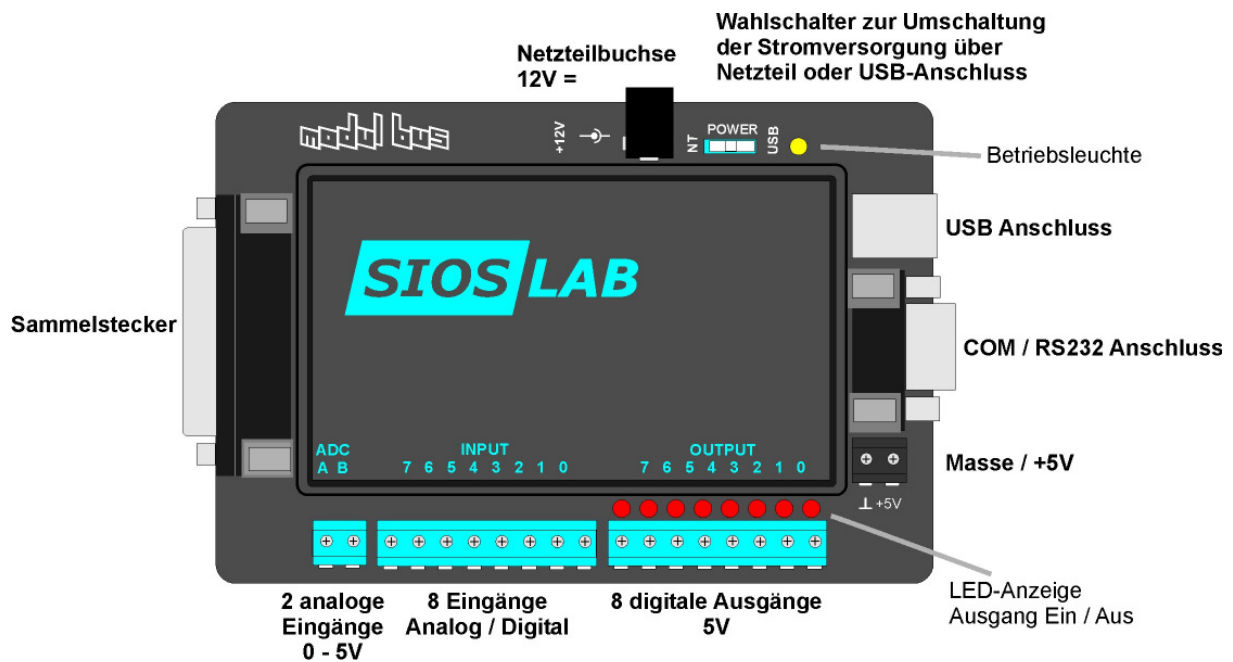 Wahlschalter zur Umschaltung
der Stromversorgung über
Netzteil oder USB-Anschluss
Netzteilbuchse
12V =
modul bus
+12V
NT
POWER
USB
Betriebsleuchte
USB Anschluss
SIOS LAB
Sammelstecker
COM / RS232 Anschluss
ADC
A B
INPUT
7 6 5 4 3 2 1 0
OUTPUT
7 6 5 4 3 2 1 0
Masse / +5V
⊥ +5V
2 analoge
Eingänge
0 - 5V
8 Eingänge
Analog / Digital
8 digitale Ausgänge
5V
LED-Anzeige
Ausgang Ein / Aus